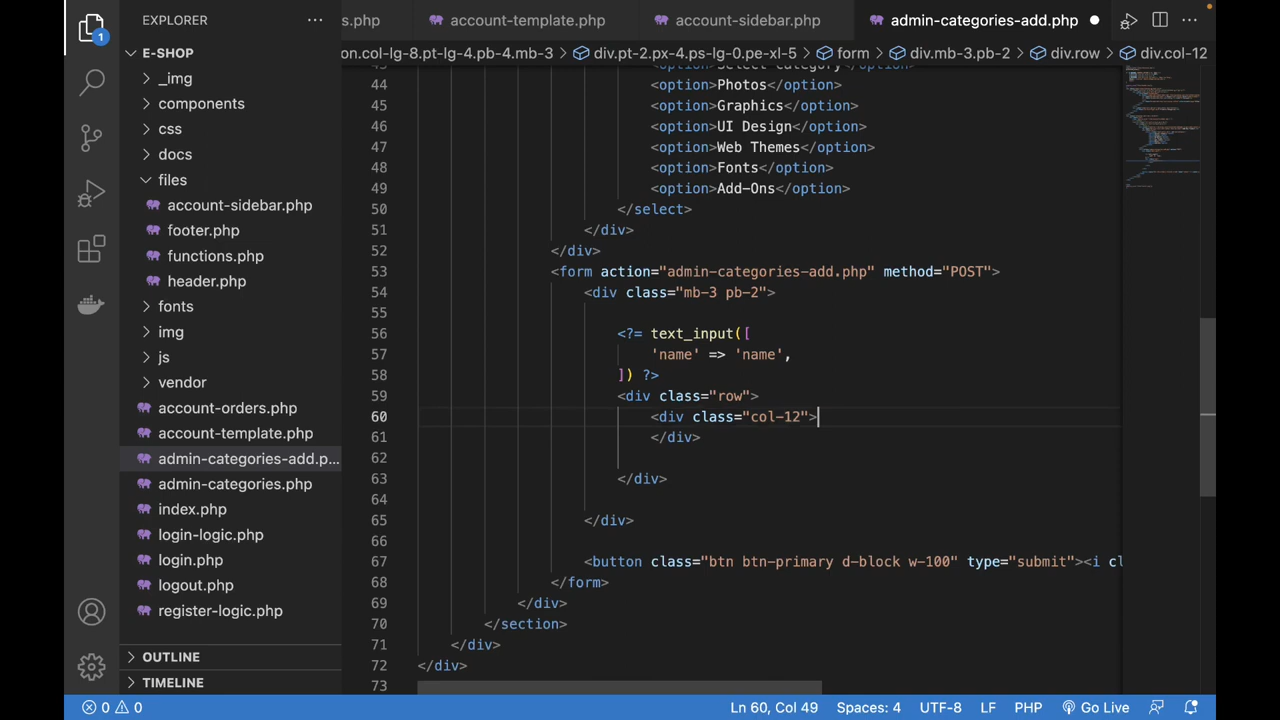 EXPLORER
s.php
account-template.php
account-sidebar.php
admin-categories-add.php
1
E-SHOP
on.col-lg-8.pt-lg-4.pb-4.mb-3 > div.pt-2.px-4.ps-lg-0.pe-xl-5 > form > div.mb-3.pb-2 > div.row > div.col-12
_img
components
css
docs
files
account-sidebar.php
footer.php
functions.php
header.php
fonts
img
js
vendor
account-orders.php
account-template.php
admin-categories-add.p...
admin-categories.php
index.php
login-logic.php
login.php
logout.php
register-logic.php
OUTLINE
TIMELINE
43 <option>Select Category</option>
44 <option>Photos</option>
45 <option>Graphics</option>
46 <option>UI Design</option>
47 <option>Web Themes</option>
48 <option>Fonts</option>
49 <option>Add-Ons</option>
50 </select>
51 </div>
52 </div>
53 <form action="admin-categories-add.php" method="POST">
54 <div class="mb-3 pb-2">
55
56 <?= text_input([
57 'name' => 'name',
58 ]) ?>
59 <div class="row">
60 <div class="col-12">
61 </div>
62
63 </div>
64
65 </div>
66
67 <button class="btn btn-primary d-block w-100" type="submit"><i cl
68 </form>
69 </div>
70 </section>
71 </div>
72 </div>
73
0 0 Ln 60, Col 49 Spaces: 4 UTF-8 LF PHP Go Live